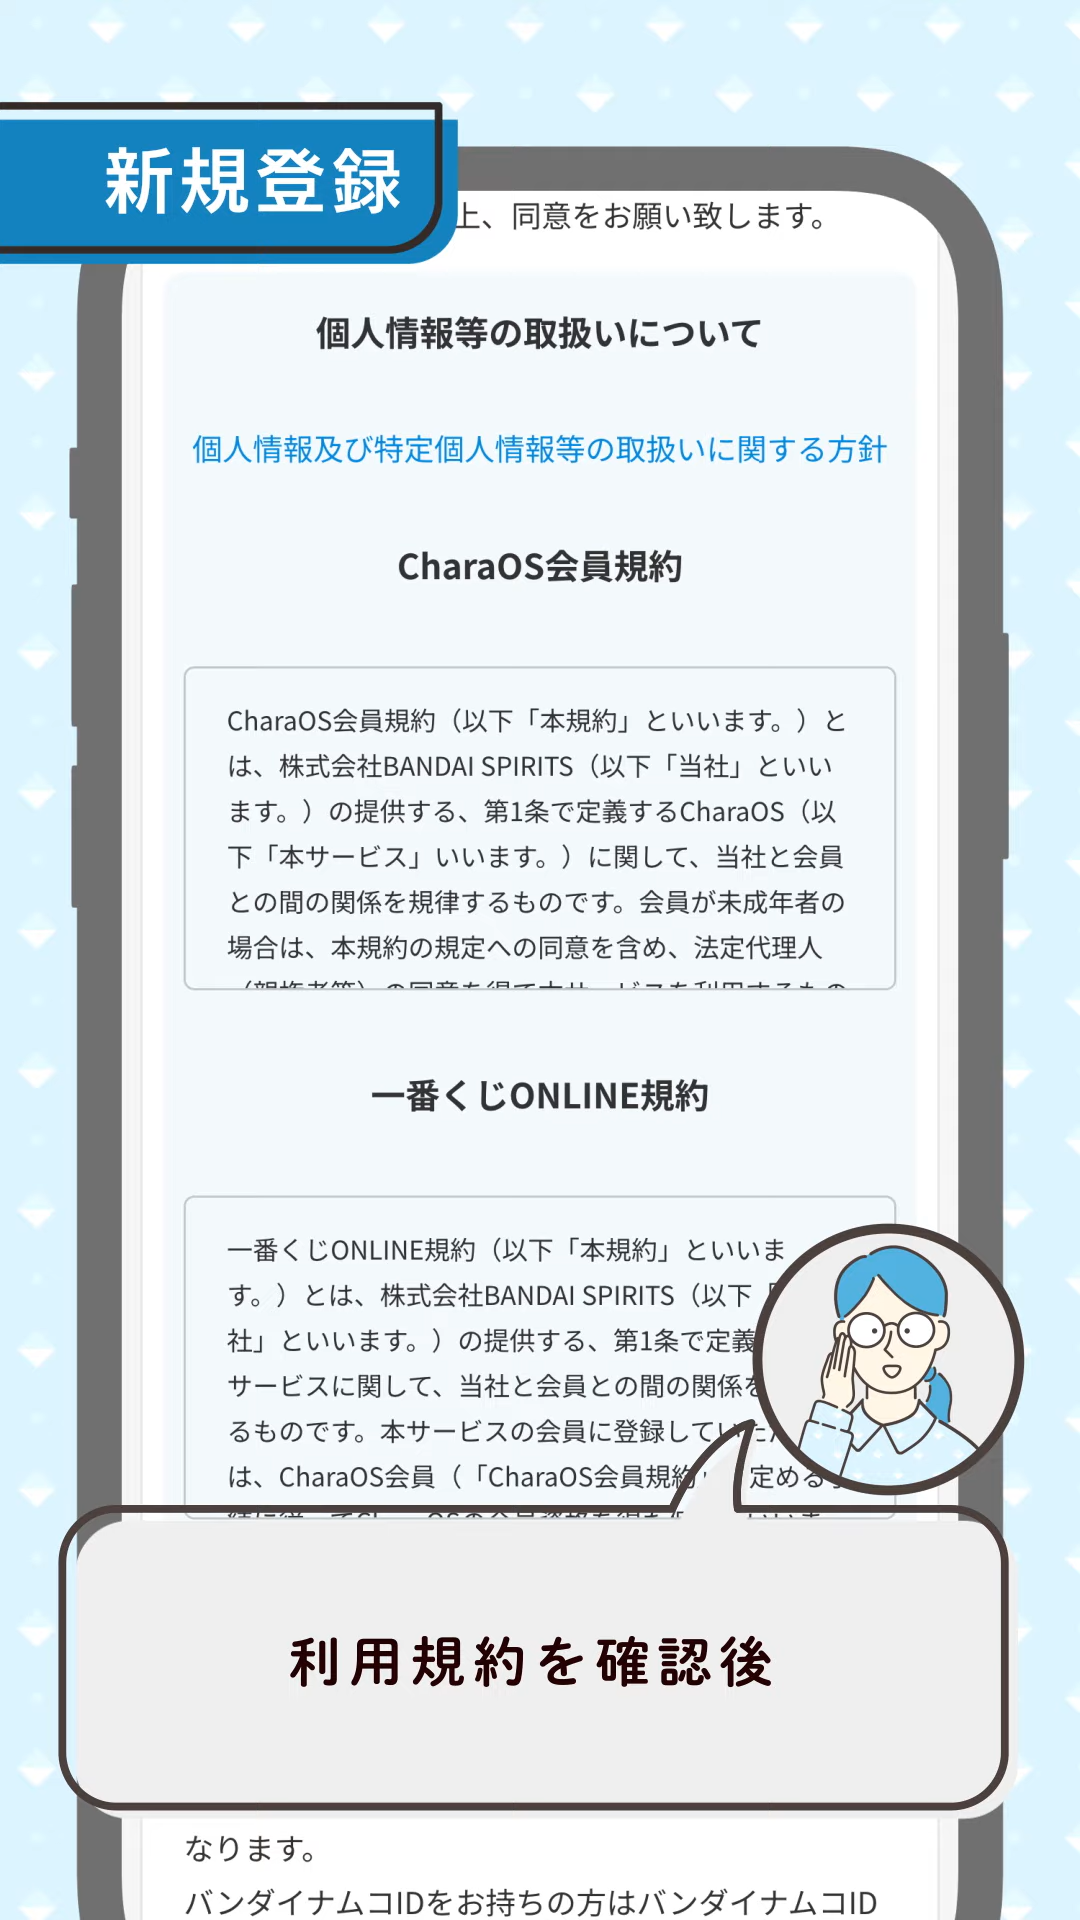 新規登録
上、同意をお願い致します。
個人情報等の取扱いについて
個人情報及び特定個人情報等の取扱いに関する方針
CharaOS会員規約
CharaOS会員規約（以下「本規約」といいます。）と
は、株式会社BANDAI SPIRITS（以下「当社」といい
ます。）の提供する、第1条で定義するCharaOS（以
下「本サービス」いいます。）に関して、当社と会員
との間の関係を規律するものです。会員が未成年者の
場合は、本規約の規定への同意を含め、法定代理人
一番くじONLINE規約
一番くじONLINE規約（以下「本規約」といいま
す。）とは、株式会社BANDAI SPIRITS（以下「
社」といいます。）の提供する、第1条で定義
サービスに関して、当社と会員との間の関係を
るものです。本サービスの会員に登録して
は、CharaOS会員（「CharaOS会員規約 定める
利用規約を確認後
なります。
バンダイナムコIDをお持ちの方はバンダイナムコID